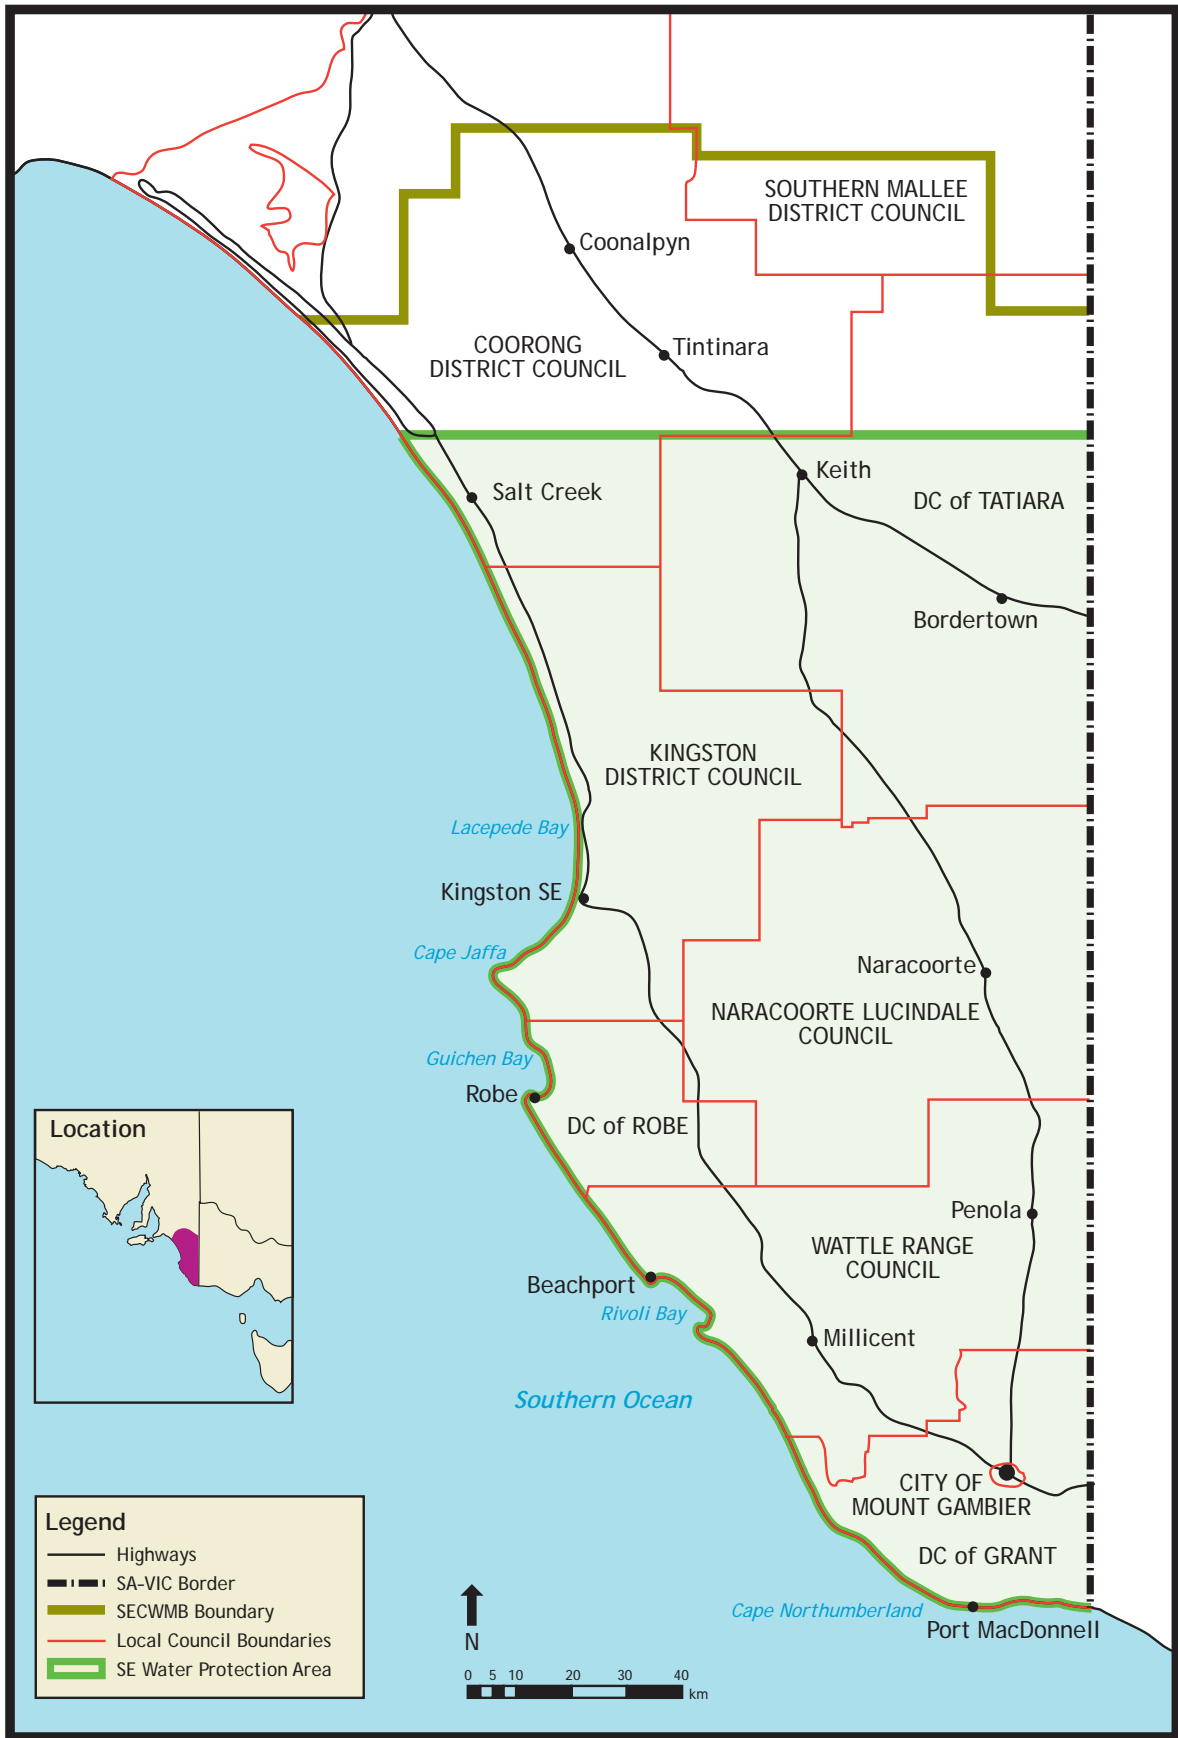 SOUTHERN MALLEE
DISTRICT COUNCIL
Coonalpyn
COORONG
DISTRICT COUNCIL
Tintinara
Keith
Salt Creek
DC of TATIARA
Bordertown
KINGSTON
DISTRICT COUNCIL
Lacepede Bay
Kingston SE
Cape Jaffa
Naracoorte
NARACOORTE LUCINDALE
COUNCIL
Guichen Bay
Robe
DC of ROBE
Location
Penola
WATTLE RANGE
COUNCIL
Beachport
Rivoli Bay
Millicent
Southern Ocean
CITY OF
MOUNT GAMBIER
DC of GRANT
Cape Northumberland
Port MacDonnell
Legend
Highways
SA-VIC Border
SECWMB Boundary
Local Council Boundaries
SE Water Protection Area
N
0 5 10 20 30 40
km